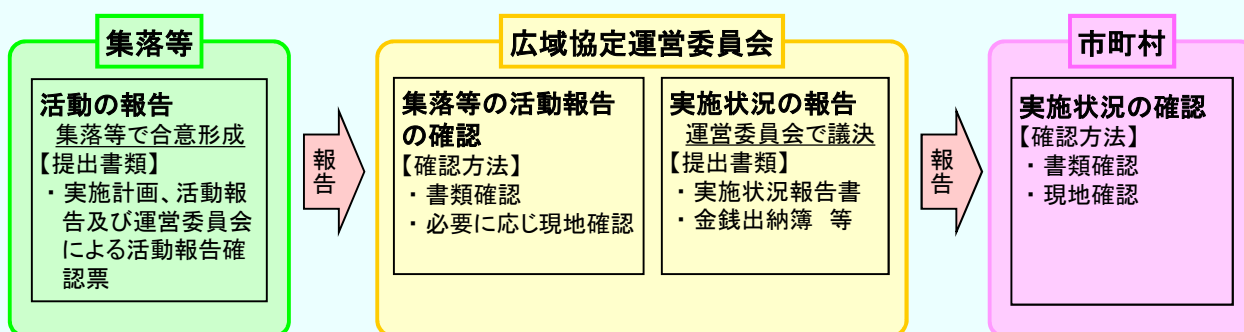 集落等
活動の報告
集落等で合意形成
【提出書類】
・実施計画、活動報
告及び運営委員会
による活動報告確
認票
報告
広域協定運営委員会
集落等の活動報告
の確認
【確認方法】
・書類確認
・必要に応じ現地確認
実施状況の報告
運営委員会で議決
【提出書類】
・実施状況報告書
・金銭出納簿 等
報告
市町村
実施状況の確認
【確認方法】
・書類確認
・現地確認